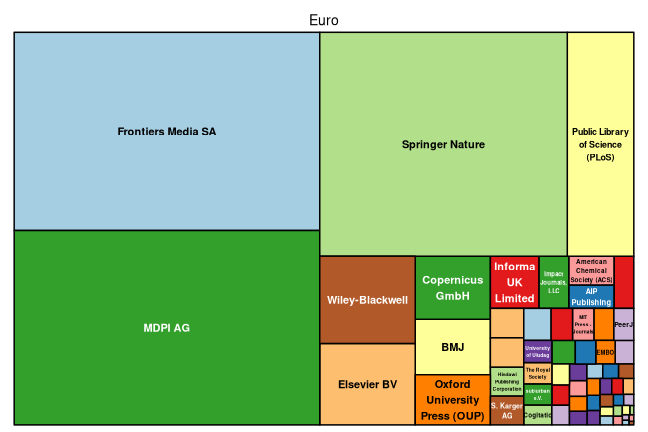 Euro
Frontiers Media SA
MDPI AG
Springer Nature
Public Library
of Science
(PLoS)
Wiley-Blackwell
Elsevier BV
Copernicus
GmbH
BMJ
Oxford
University
Press (OUP)
Informa
UK
Limited
Impact
Journals,
LLC
American
Chemical
Society (ACS)
AIP
Publishing
MIT
Press -
Journals
PeerJ
University
of Uludag
EMBO
The Royal
Society
Hindawi
Publishing
Corporation
suburban
e.V.
S. Karger
AG
Cogitatio